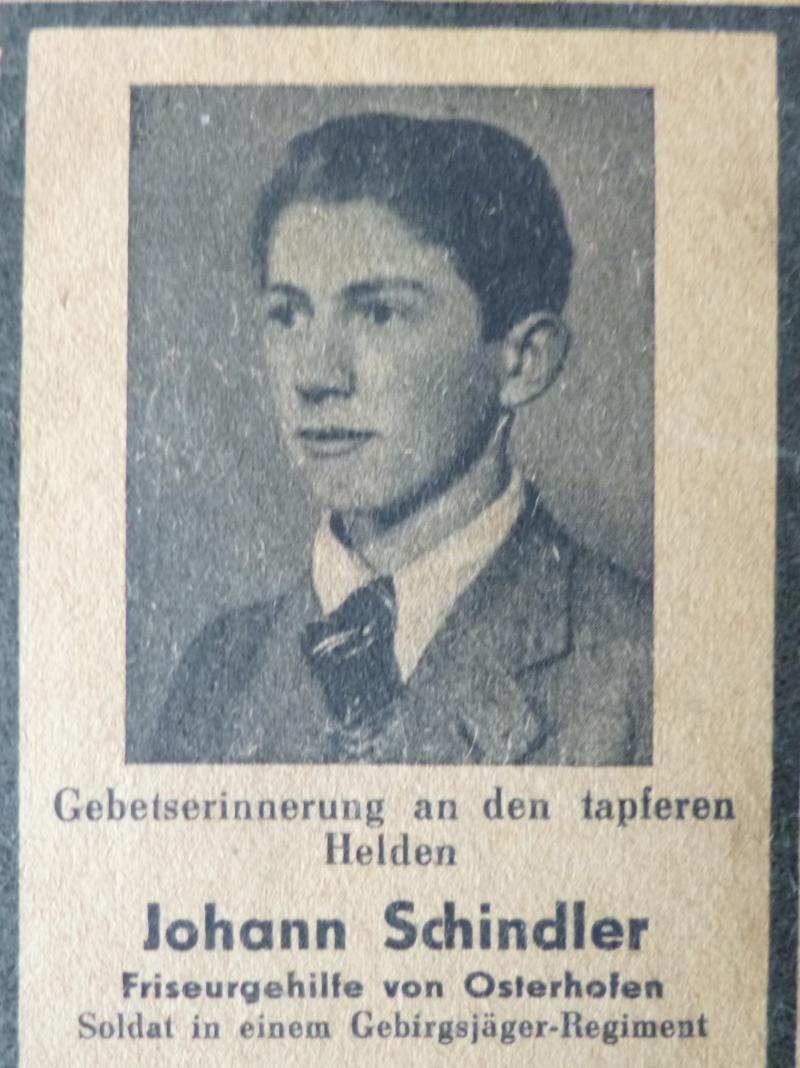 Gebetserinnerung an den tapferen
Helden
Johann Schindler
Friseurgehilfe von Osterhofen
Soldat in einem Gebirgsjäger-Regiment